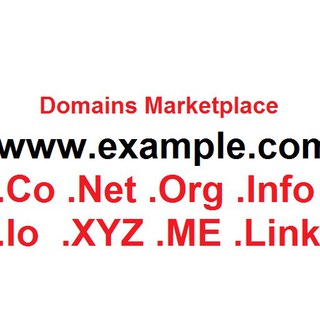 Domains Marketplace
www.example.com
.Co .Net .Org .Info
.Io .XYZ .ME .Link